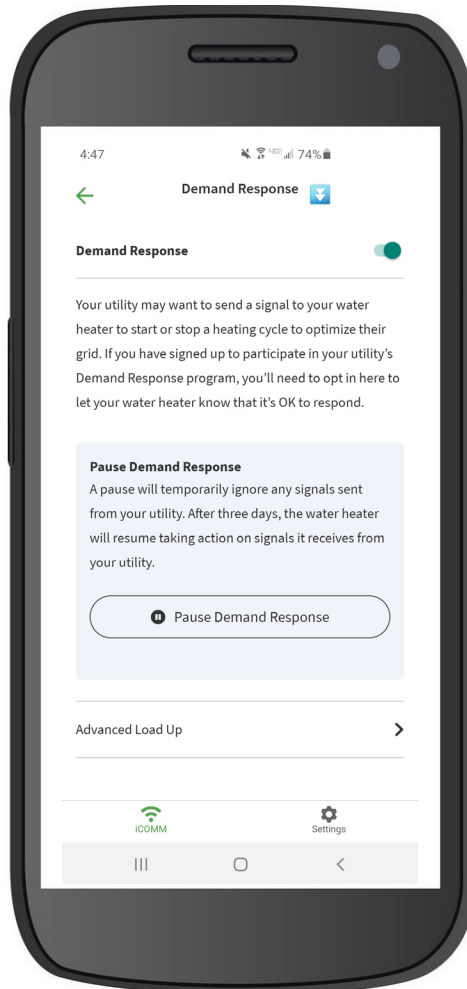 4:47 74%
Demand Response
Demand Response
Your utility may want to send a signal to your water
heater to start or stop a heating cycle to optimize their
grid. If you have signed up to participate in your utility's
Demand Response program, you'll need to opt in here to
let your water heater know that it's OK to respond.
Pause Demand Response
A pause will temporarily ignore any signals sent
from your utility. After three days, the water heater
will resume taking action on signals it receives from
your utility.
Pause Demand Response
Advanced Load Up
iCOMM Settings